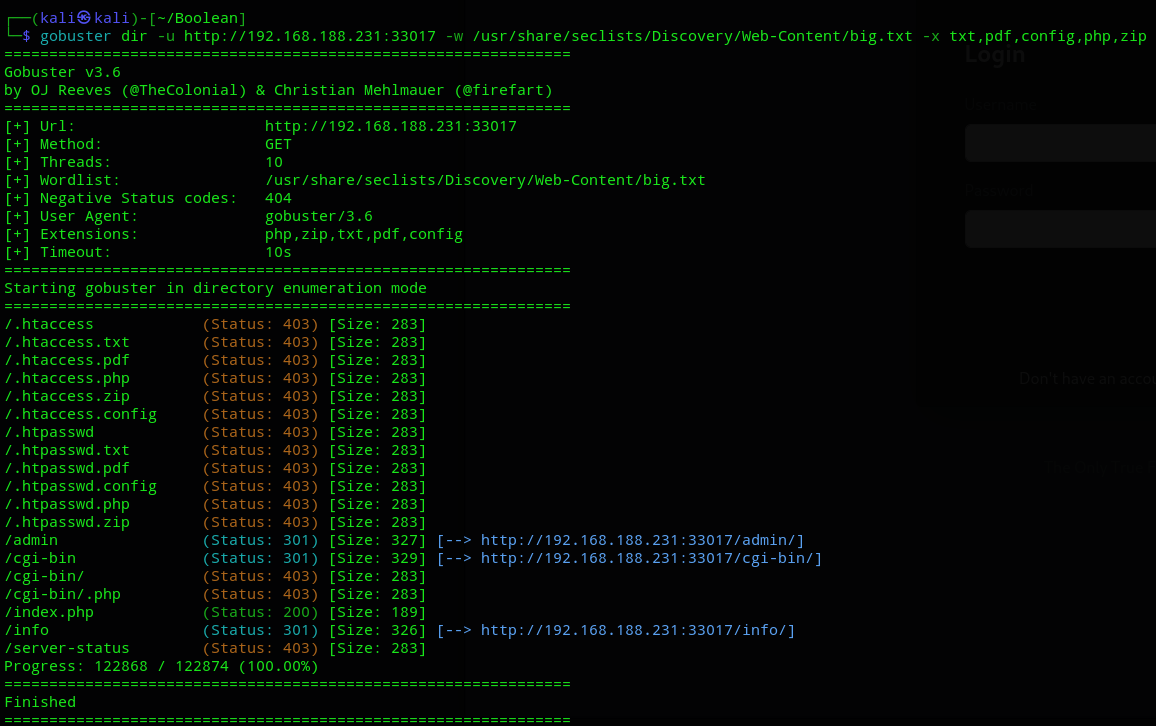 ┌──(kali㉿kali)-[~/Boolean]
└─$ gobuster dir -u http://192.168.188.231:33017 -w /usr/share/seclists/Discovery/Web-Content/big.txt -x txt,pdf,config,php,zip
===============================================================
Gobuster v3.6
by OJ Reeves (@TheColonial) & Christian Mehlmauer (@firefart)
===============================================================
[+] Url:                     http://192.168.188.231:33017
[+] Method:                  GET
[+] Threads:                 10
[+] Wordlist:                /usr/share/seclists/Discovery/Web-Content/big.txt
[+] Negative Status codes:   404
[+] User Agent:              gobuster/3.6
[+] Extensions:              php,zip,txt,pdf,config
[+] Timeout:                 10s
===============================================================
Starting gobuster in directory enumeration mode
===============================================================
/.htaccess            (Status: 403) [Size: 283]
/.htaccess.txt        (Status: 403) [Size: 283]
/.htaccess.pdf        (Status: 403) [Size: 283]
/.htaccess.php        (Status: 403) [Size: 283]
/.htaccess.zip        (Status: 403) [Size: 283]
/.htaccess.config     (Status: 403) [Size: 283]
/.htpasswd            (Status: 403) [Size: 283]
/.htpasswd.txt        (Status: 403) [Size: 283]
/.htpasswd.pdf        (Status: 403) [Size: 283]
/.htpasswd.config     (Status: 403) [Size: 283]
/.htpasswd.php        (Status: 403) [Size: 283]
/.htpasswd.zip        (Status: 403) [Size: 283]
/admin                (Status: 301) [Size: 327] [--> http://192.168.188.231:33017/admin/]
/cgi-bin              (Status: 301) [Size: 329] [--> http://192.168.188.231:33017/cgi-bin/]
/cgi-bin/             (Status: 403) [Size: 283]
/cgi-bin/.php         (Status: 403) [Size: 283]
/index.php            (Status: 200) [Size: 189]
/info                 (Status: 301) [Size: 326] [--> http://192.168.188.231:33017/info/]
/server-status        (Status: 403) [Size: 283]
Progress: 122868 / 122874 (100.00%)
===============================================================
Finished
===============================================================
Login
Username
Password
Don't have an acco